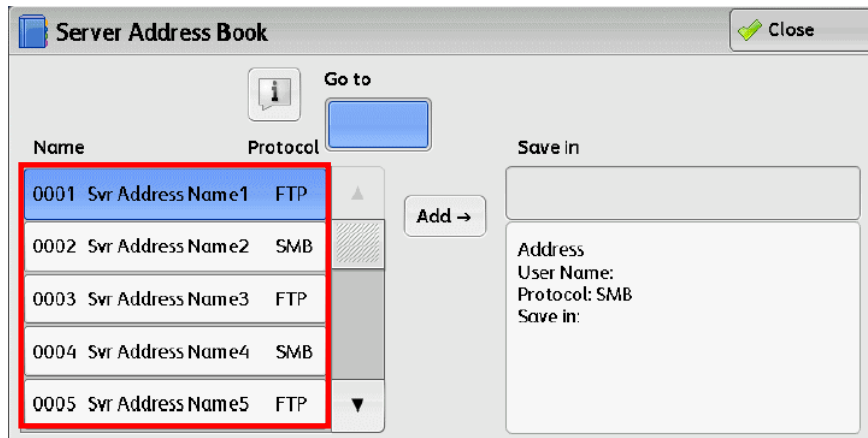 Server Address Book
Close
Go to
Name
Protocol
Save in
0001 Svr Address Name1 FTP
0002 Svr Address Name2 SMB
0003 Svr Address Name3 FTP
0004 Svr Address Name4 SMB
0005 Svr Address Name5 FTP
Add →
Address
User Name:
Protocol: SMB
Save in: